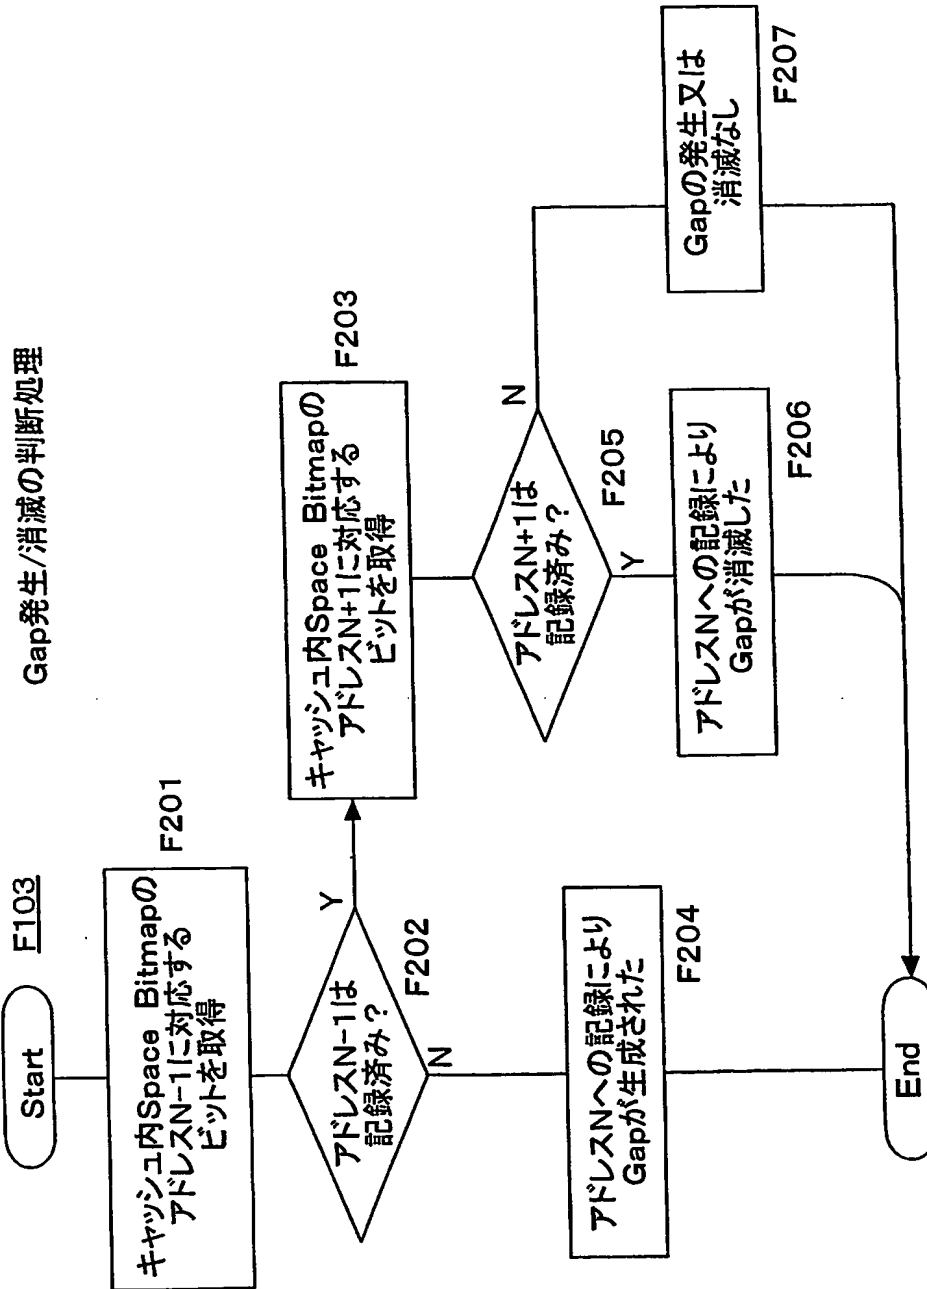 Gap発生/消滅の判断処理
F103
Start
キャッシュ内Space Bitmapの
アドレスN-1に対応する
ビットを取得
F201
アドレスN-1は
記録済み?
F202
Y
N
キャッシュ内Space Bitmapの
アドレスN+1に対応する
ビットを取得
F203
アドレスNへの記録により
Gapが生成された
F204
アドレスN+1は
記録済み?
F205
N
Y
アドレスNへの記録により
Gapが消滅した
F206
Gapの発生又は
消滅なし
F207
End